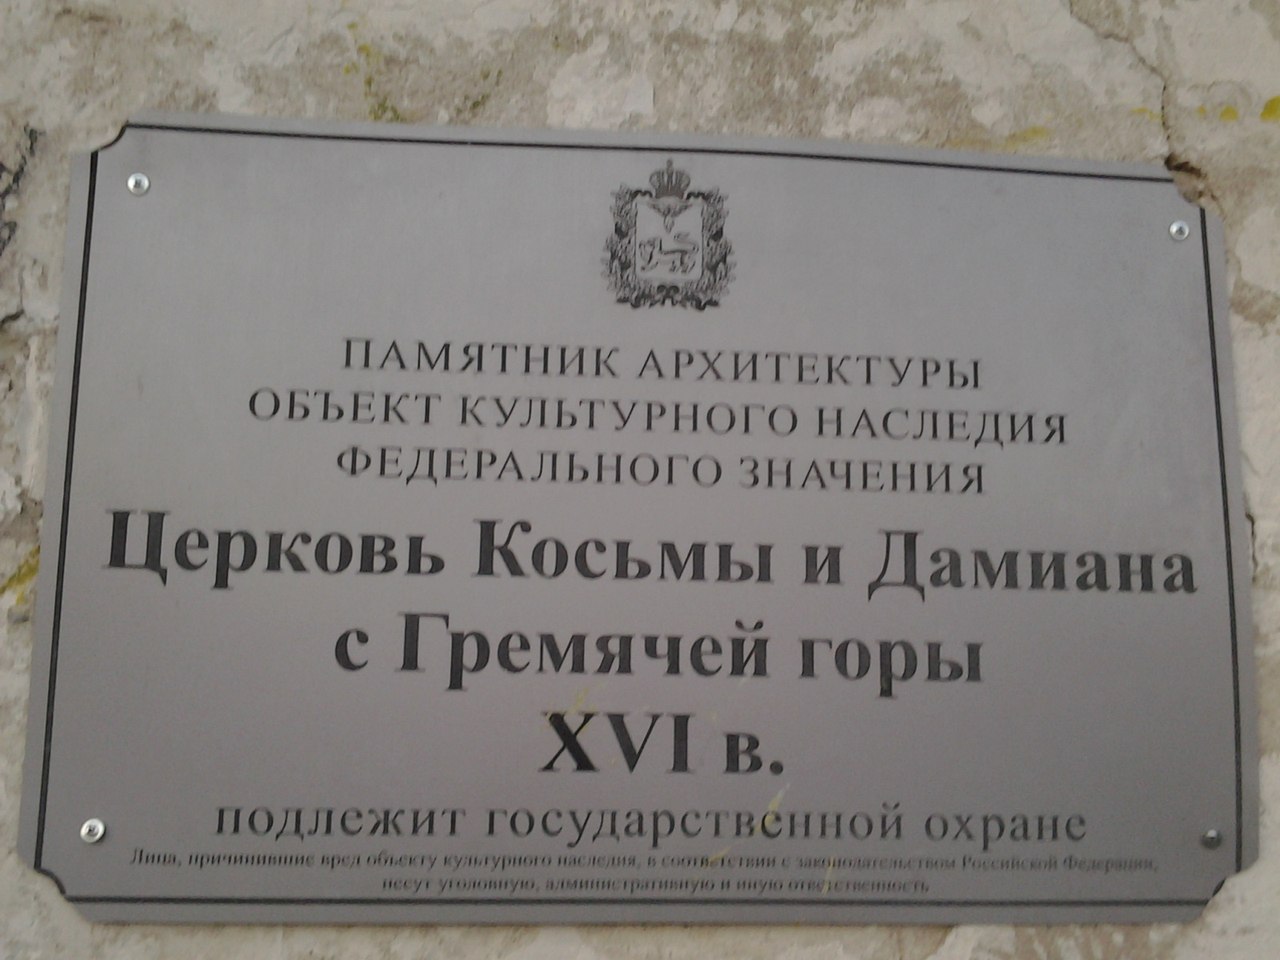 ПАМЯТНИК АРХИТЕКТУРЫ
ОБЪЕКТ КУЛЬТУРНОГО НАСЛЕДИЯ
ФЕДЕРАЛЬНОГО ЗНАЧЕНИЯ
Церковь Косьмы и Дамиана
с Гремячей горы
XVI в.
подлежит государственной охране
Лица, причинившие вред объекту культурного наследия, в соответствии с законодательством Российской Федерации,
несут уголовную, административную и иную ответственность